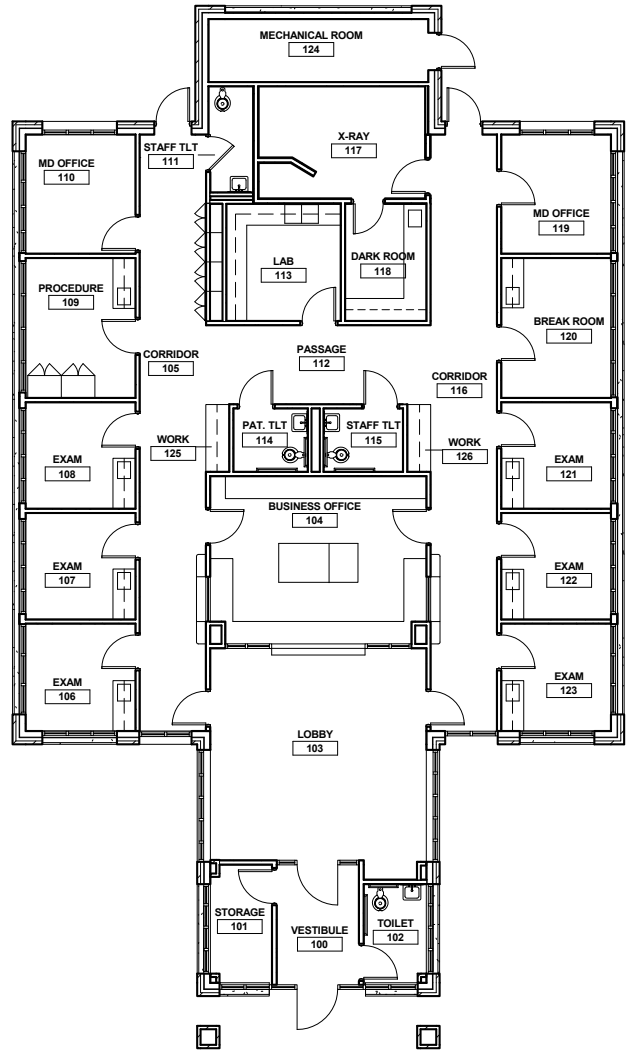 MECHANICAL ROOM
124
X-RAY
117
STAFF TLT
111
MD OFFICE
110
MD OFFICE
119
LAB
113
DARK ROOM
118
PROCEDURE
109
BREAK ROOM
120
CORRIDOR
105
PASSAGE
112
CORRIDOR
116
PAT. TLT
114
STAFF TLT
115
WORK
125
WORK
126
EXAM
108
EXAM
121
BUSINESS OFFICE
104
EXAM
107
EXAM
122
EXAM
106
EXAM
123
LOBBY
103
STORAGE
101
VESTIBULE
100
TOILET
102